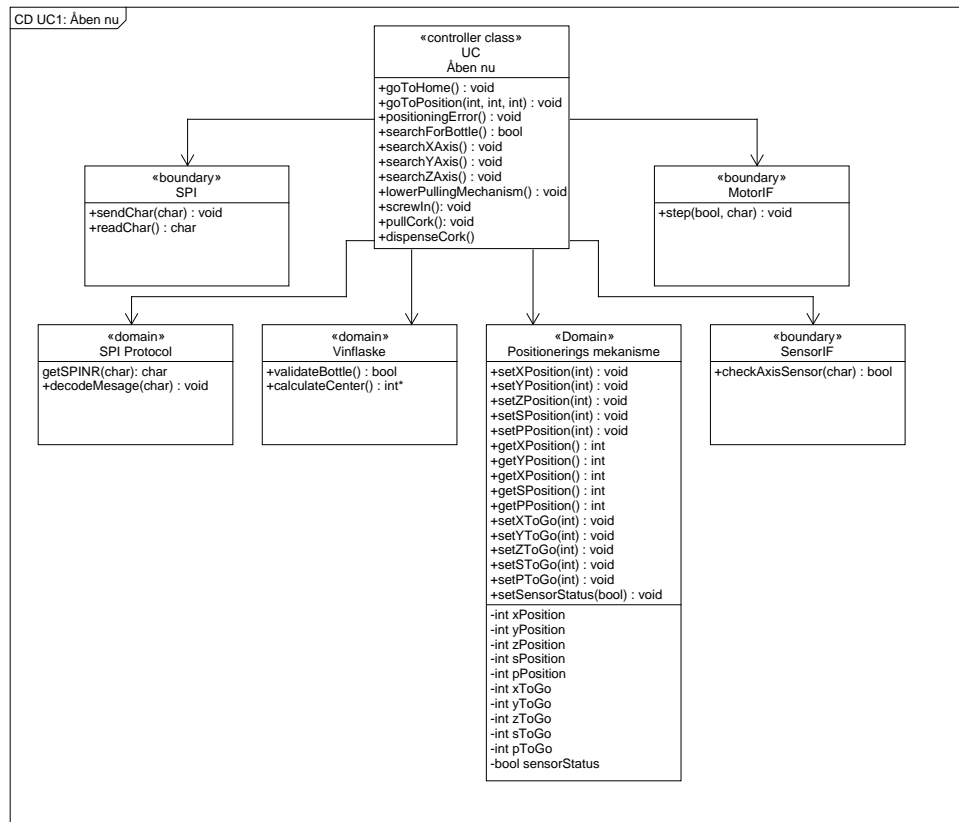 CD UC1: Åben nu
«controller class»
UC
Åben nu
+goToHome() : void
+goToPosition(int, int, int) : void
+positioningError() : void
+searchForBottle() : bool
+searchXAxis() : void
+searchYAxis() : void
+searchZAxis() : void
+lowerPullingMechanism() : void
+screwIn() : void
+pullCork() : void
+dispenseCork()
«boundary»
SPI
+sendChar(char) : void
+readChar() : char
«boundary»
MotorIF
+step(bool, char) : void
«domain»
SPI Protocol
getSPINR(char): char
+decodeMesage(char) : void
«domain»
Vinflaske
+validateBottle() : bool
+calculateCenter() : int*
«Domain»
Positionerings mekanisme
+setXPosition(int) : void
+setYPosition(int) : void
+setZPosition(int) : void
+setSPosition(int) : void
+setPPosition(int) : void
+getXPosition() : int
+getYPosition() : int
+getXPosition() : int
+getSPosition() : int
+getPPosition() : int
+setXToGo(int) : void
+setYToGo(int) : void
+setZToGo(int) : void
+setSToGo(int) : void
+setPToGo(int) : void
+setSensorStatus(bool) : void
-int xPosition
-int yPosition
-int zPosition
-int sPosition
-int pPosition
-int xToGo
-int yToGo
-int zToGo
-int sToGo
-int pToGo
-bool sensorStatus
«boundary»
SensorIF
+checkAxisSensor(char) : bool